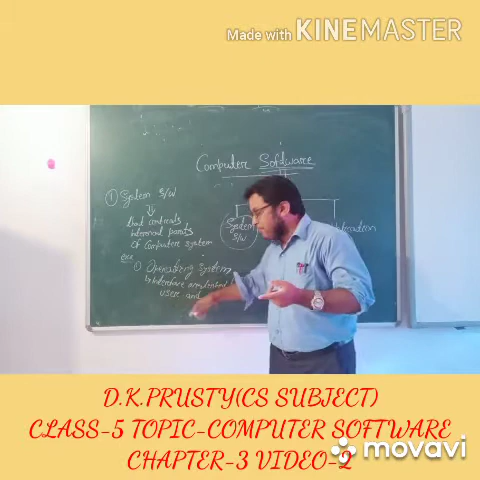 Made with KINEMASTER
Computer Software
① System S/W
System
S/W
that controls
internal parts
of computer system
ex:
① Operating System
user and
D.K.PRUSTY(CS SUBJECT)
CLASS-5 TOPIC-COMPUTER SOFTWARE
CHAPTER-3 VIDEO-2
movavi